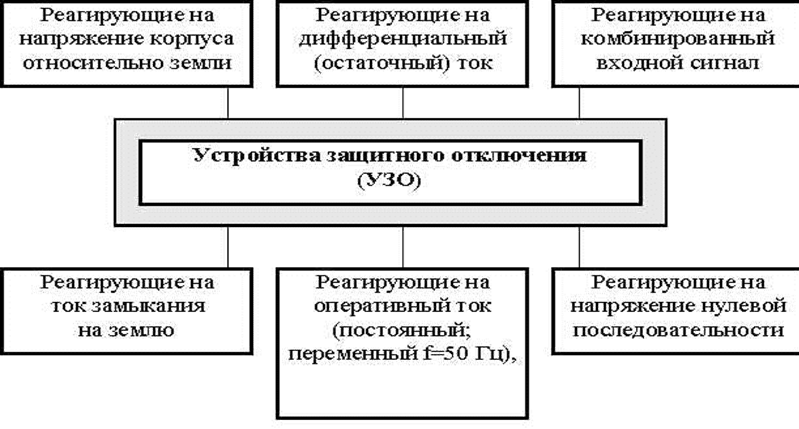 Реагирующие на
напряжение корпуса
относительно земли
Реагирующие на
дифференциальный
(остаточный) ток
Реагирующие на
комбинированный
входной сигнал
Устройства защитного отключения
(УЗО)
Реагирующие на
ток замыкания
на землю
Реагирующие на
оперативный ток
(постоянный;
переменный f=50 Гц),
Реагирующие на
напряжение нулевой
последовательности